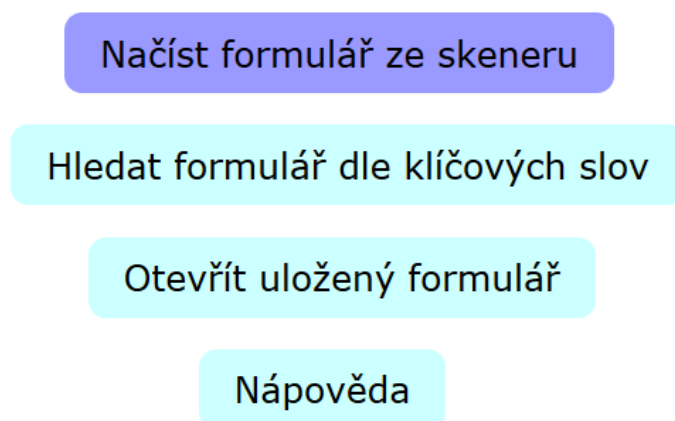 Načíst formulář ze skeneru
Hledat formulář dle klíčových slov
Otevřít uložený formulář
Nápověda